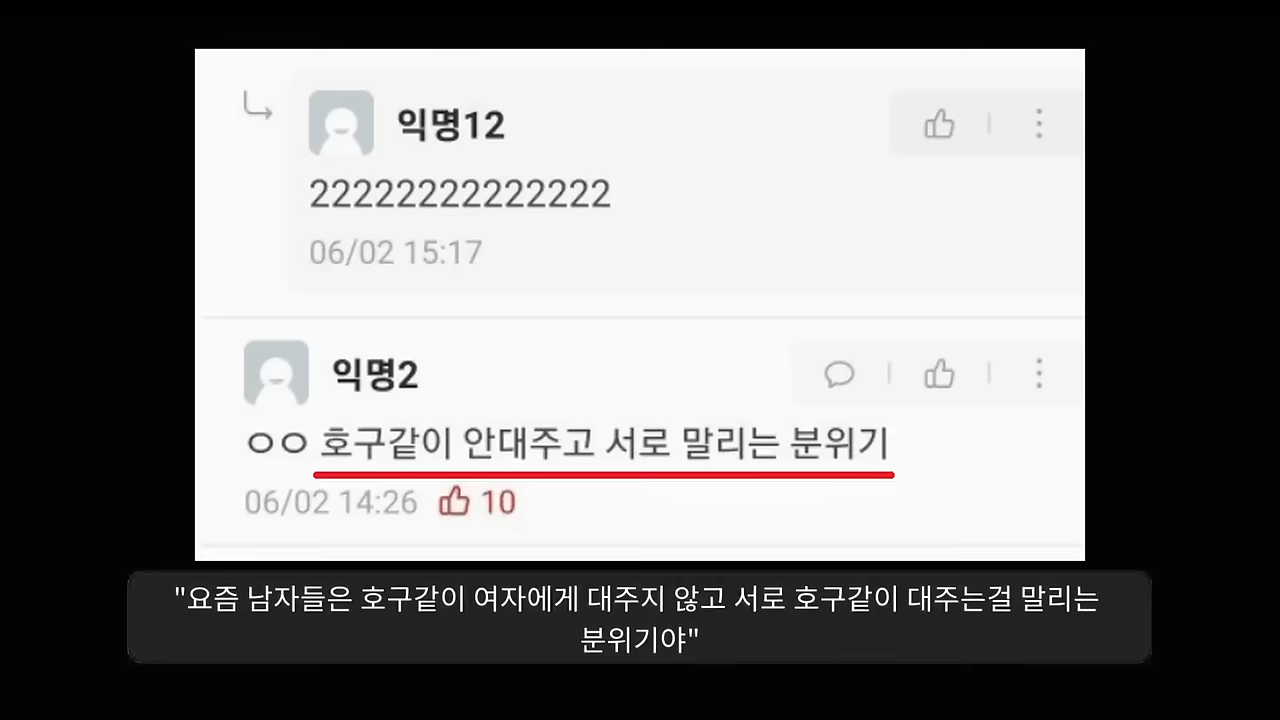 익명12
22222222222222
06/02 15:17
익명2
ㅇㅇ 호구같이 안대주고 서로 말리는 분위기
06/02 14:26 10
"요즘 남자들은 호구같이 여자에게 대주지 않고 서로 호구같이 대주는걸 말리는
분위기야"